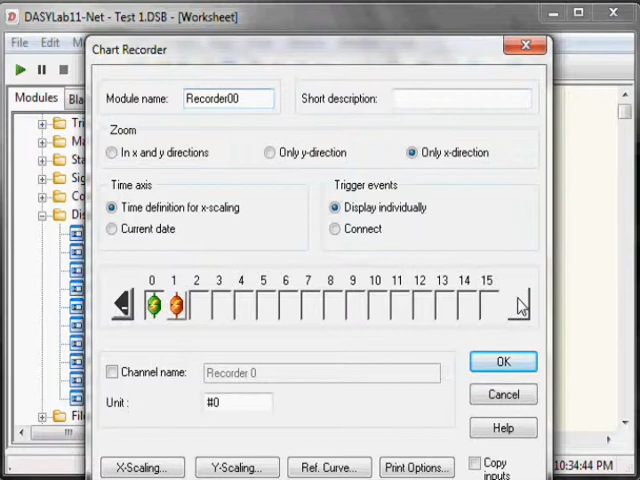 DASYLab11-Net - Test 1.DSB - [Worksheet]
File
Chart Recorder
Modules
Module name:
Recorder00
Short description:
Zoom
In x and y directions
Only y-direction
Only x-direction
Time axis
Trigger events
Time definition for x-scaling
Display individually
Current date
Connect
0 1 2 3 4 5 6 7 8 9 10 11 12 13 14 15
OK
Channel name:
Recorder 0
Cancel
Unit :
#0
Help
X-Scaling...
Y-Scaling...
Ref. Curve...
Print Options...
Copy
inputs
10:34:44 PM